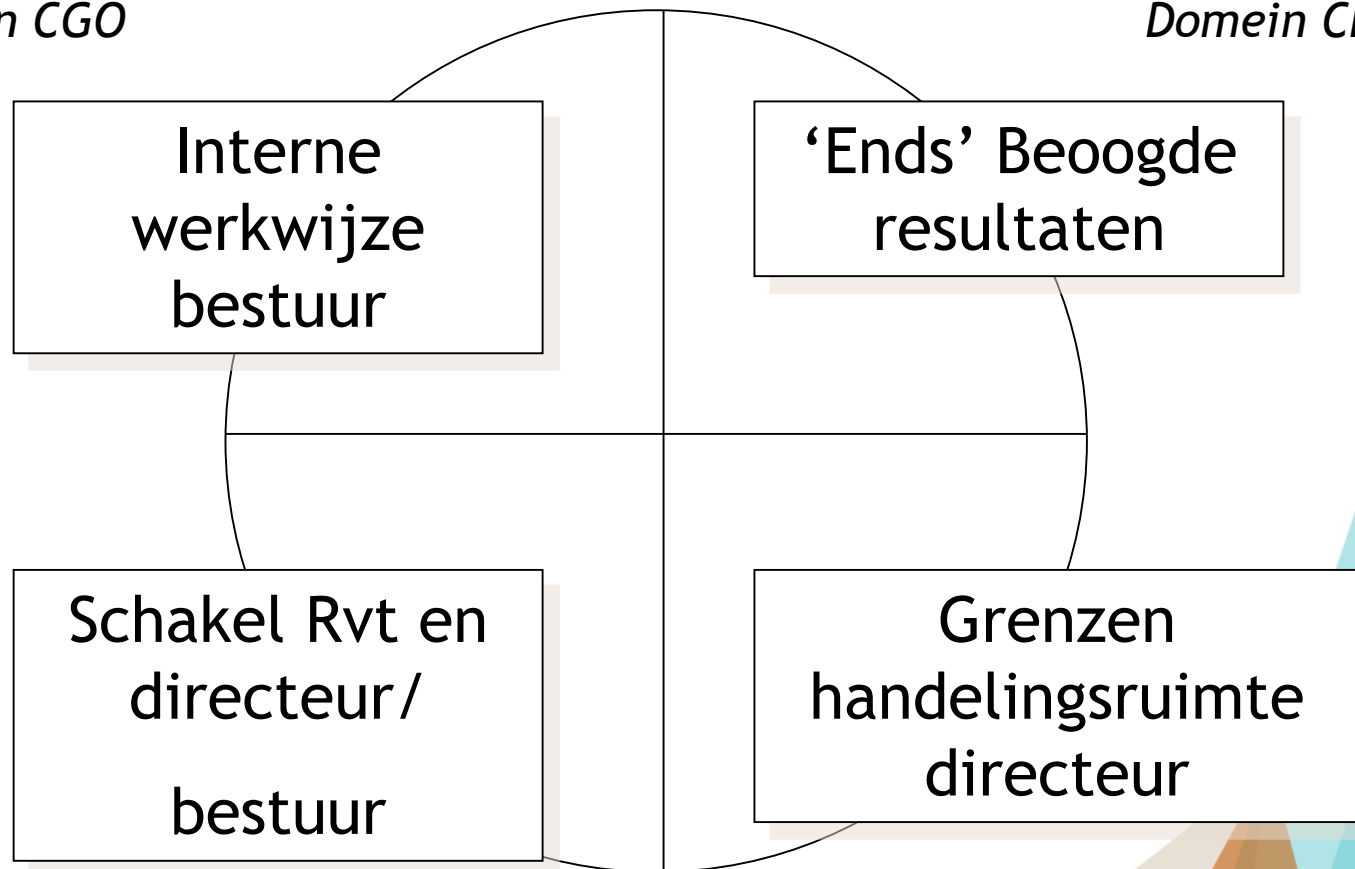 CGO
Domein
Interne
werkwijze
bestuur
‘Ends’ Beoogde
resultaten
Schakel Rvt en
directeur/
bestuur
Grenzen
handelingsruimte
directeur